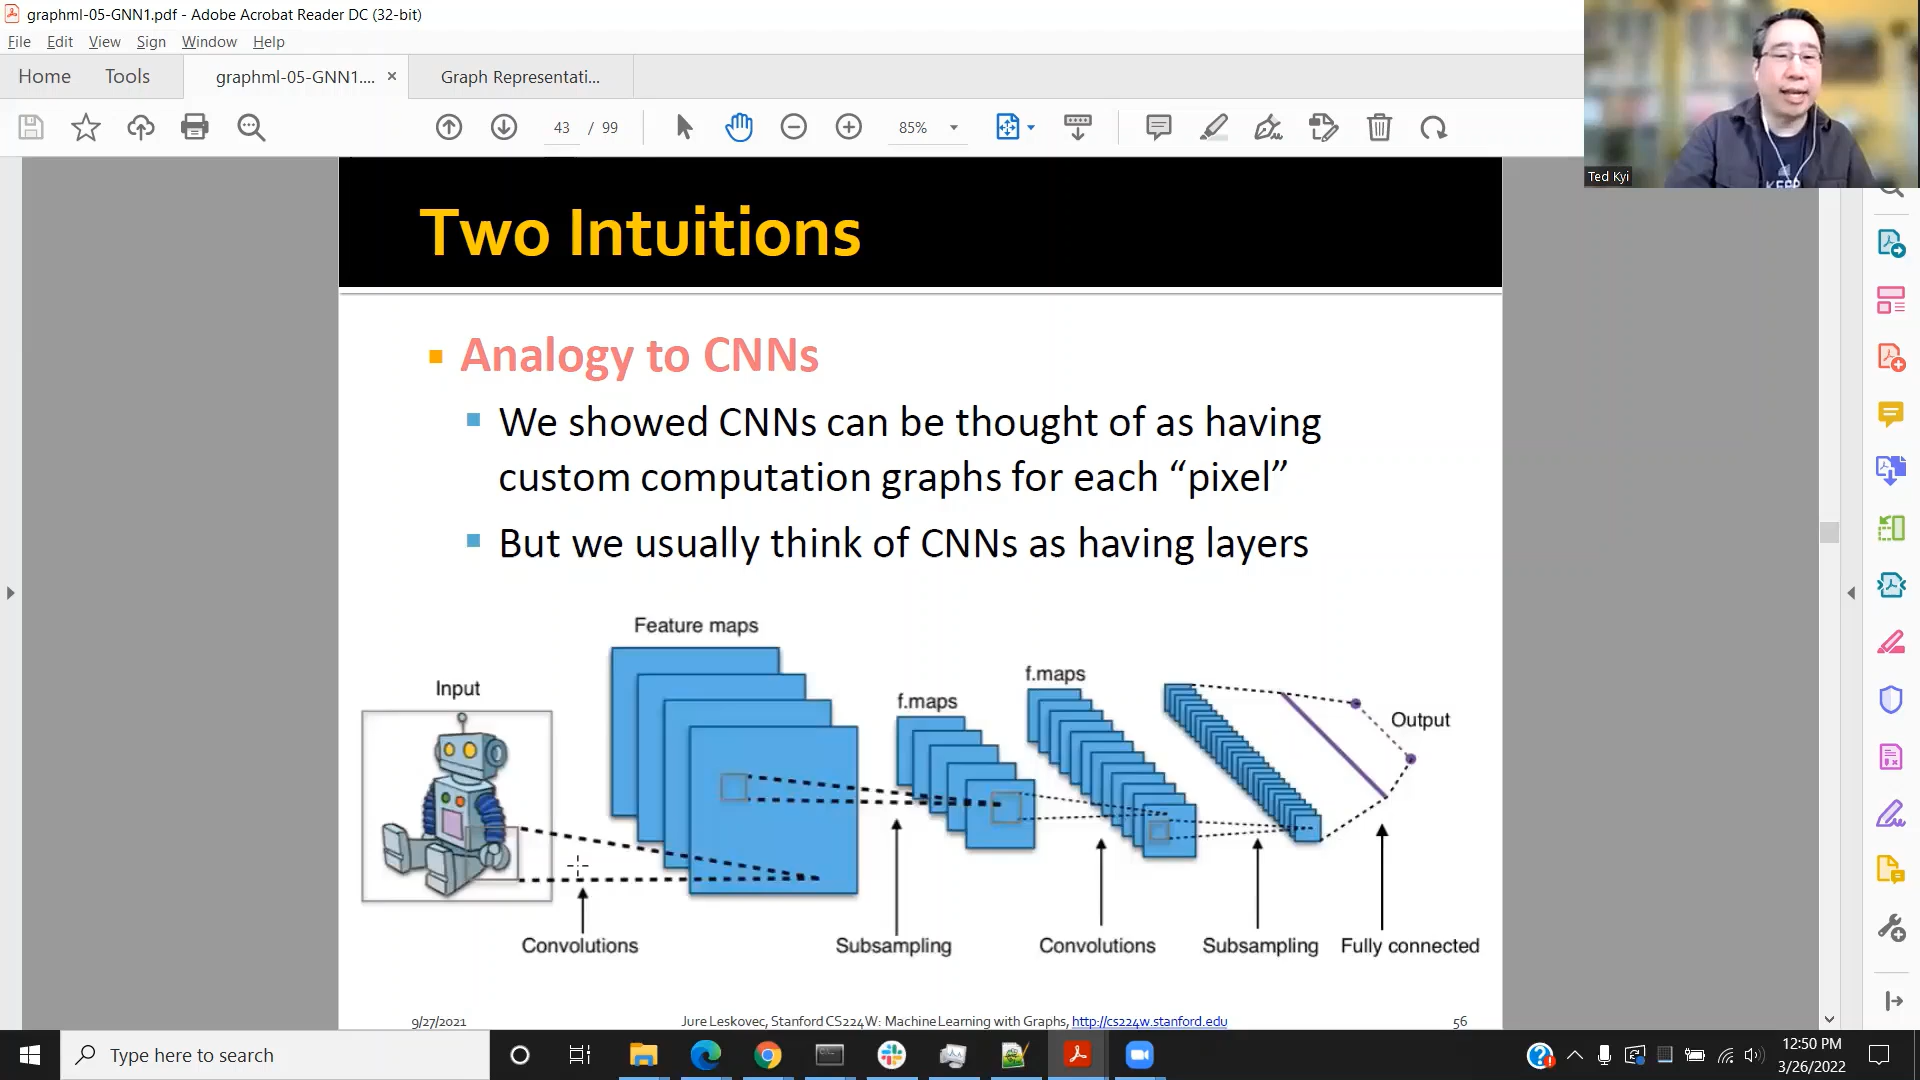 graphml-05-GNN1.pdf - Adobe Acrobat Reader DC (32-bit)
File Edit View Sign Window Help
Home Tools graphml-05-GNN1.... × Graph Representati...
43 / 99 85%
Ted Kyi
KEEP
Two Intuitions
Analogy to CNNs
We showed CNNs can be thought of as having
custom computation graphs for each “pixel”
But we usually think of CNNs as having layers
Feature maps
f.maps
Input
f.maps
Output
Convolutions Subsampling Convolutions Subsampling Fully connected
9/27/2021 Jure Leskovec, Stanford CS224W: Machine Learning with Graphs, http://cs224w.stanford.edu 56
Type here to search
12:50 PM
3/26/2022